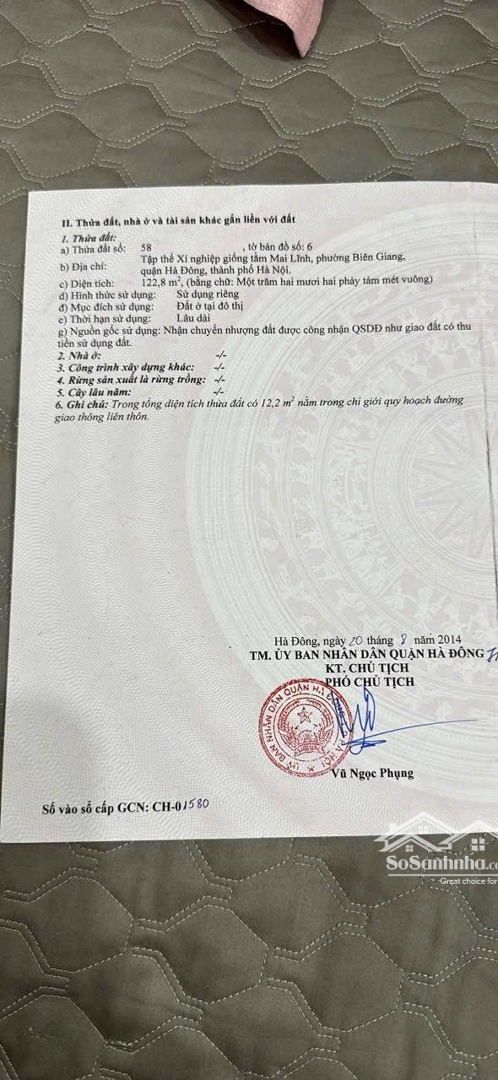 II. Thửa đất, nhà ở và tài sản khác gắn liền với đất
1. Thửa đất:
a) Thửa đất số: 58 , tờ bản đồ số: 6
b) Địa chỉ: Tập thể Xí nghiệp giống tằm Mai Lĩnh, phường Biên Giang,
quận Hà Đông, thành phố Hà Nội.
c) Diện tích: 122,8 m², (bằng chữ: Một trăm hai mươi hai phảy tám mét vuông)
d) Hình thức sử dụng: Sử dụng riêng
đ) Mục đích sử dụng: Đất ở tại đô thị
e) Thời hạn sử dụng: Lâu dài
g) Nguồn gốc sử dụng: Nhận chuyển nhượng đất được công nhận QSDĐ như giao đất có thu
tiền sử dụng đất.
2. Nhà ở: -/-
3. Công trình xây dựng khác: -/-
4. Rừng sản xuất là rừng trồng: -/-
5. Cây lâu năm: -/-
6. Ghi chú: Trong tổng diện tích thửa đất có 12,2 m² nằm trong chỉ giới quy hoạch đường
giao thông liên thôn.
Hà Đông, ngày 20 tháng 8 năm 2014
TM. ỦY BAN NHÂN DÂN QUẬN HÀ ĐÔNG
KT. CHỦ TỊCH
PHÓ CHỦ TỊCH
Vũ Ngọc Phụng
Số vào sổ cấp GCN: CH-01580
SoSanhnha.co
Great choice for